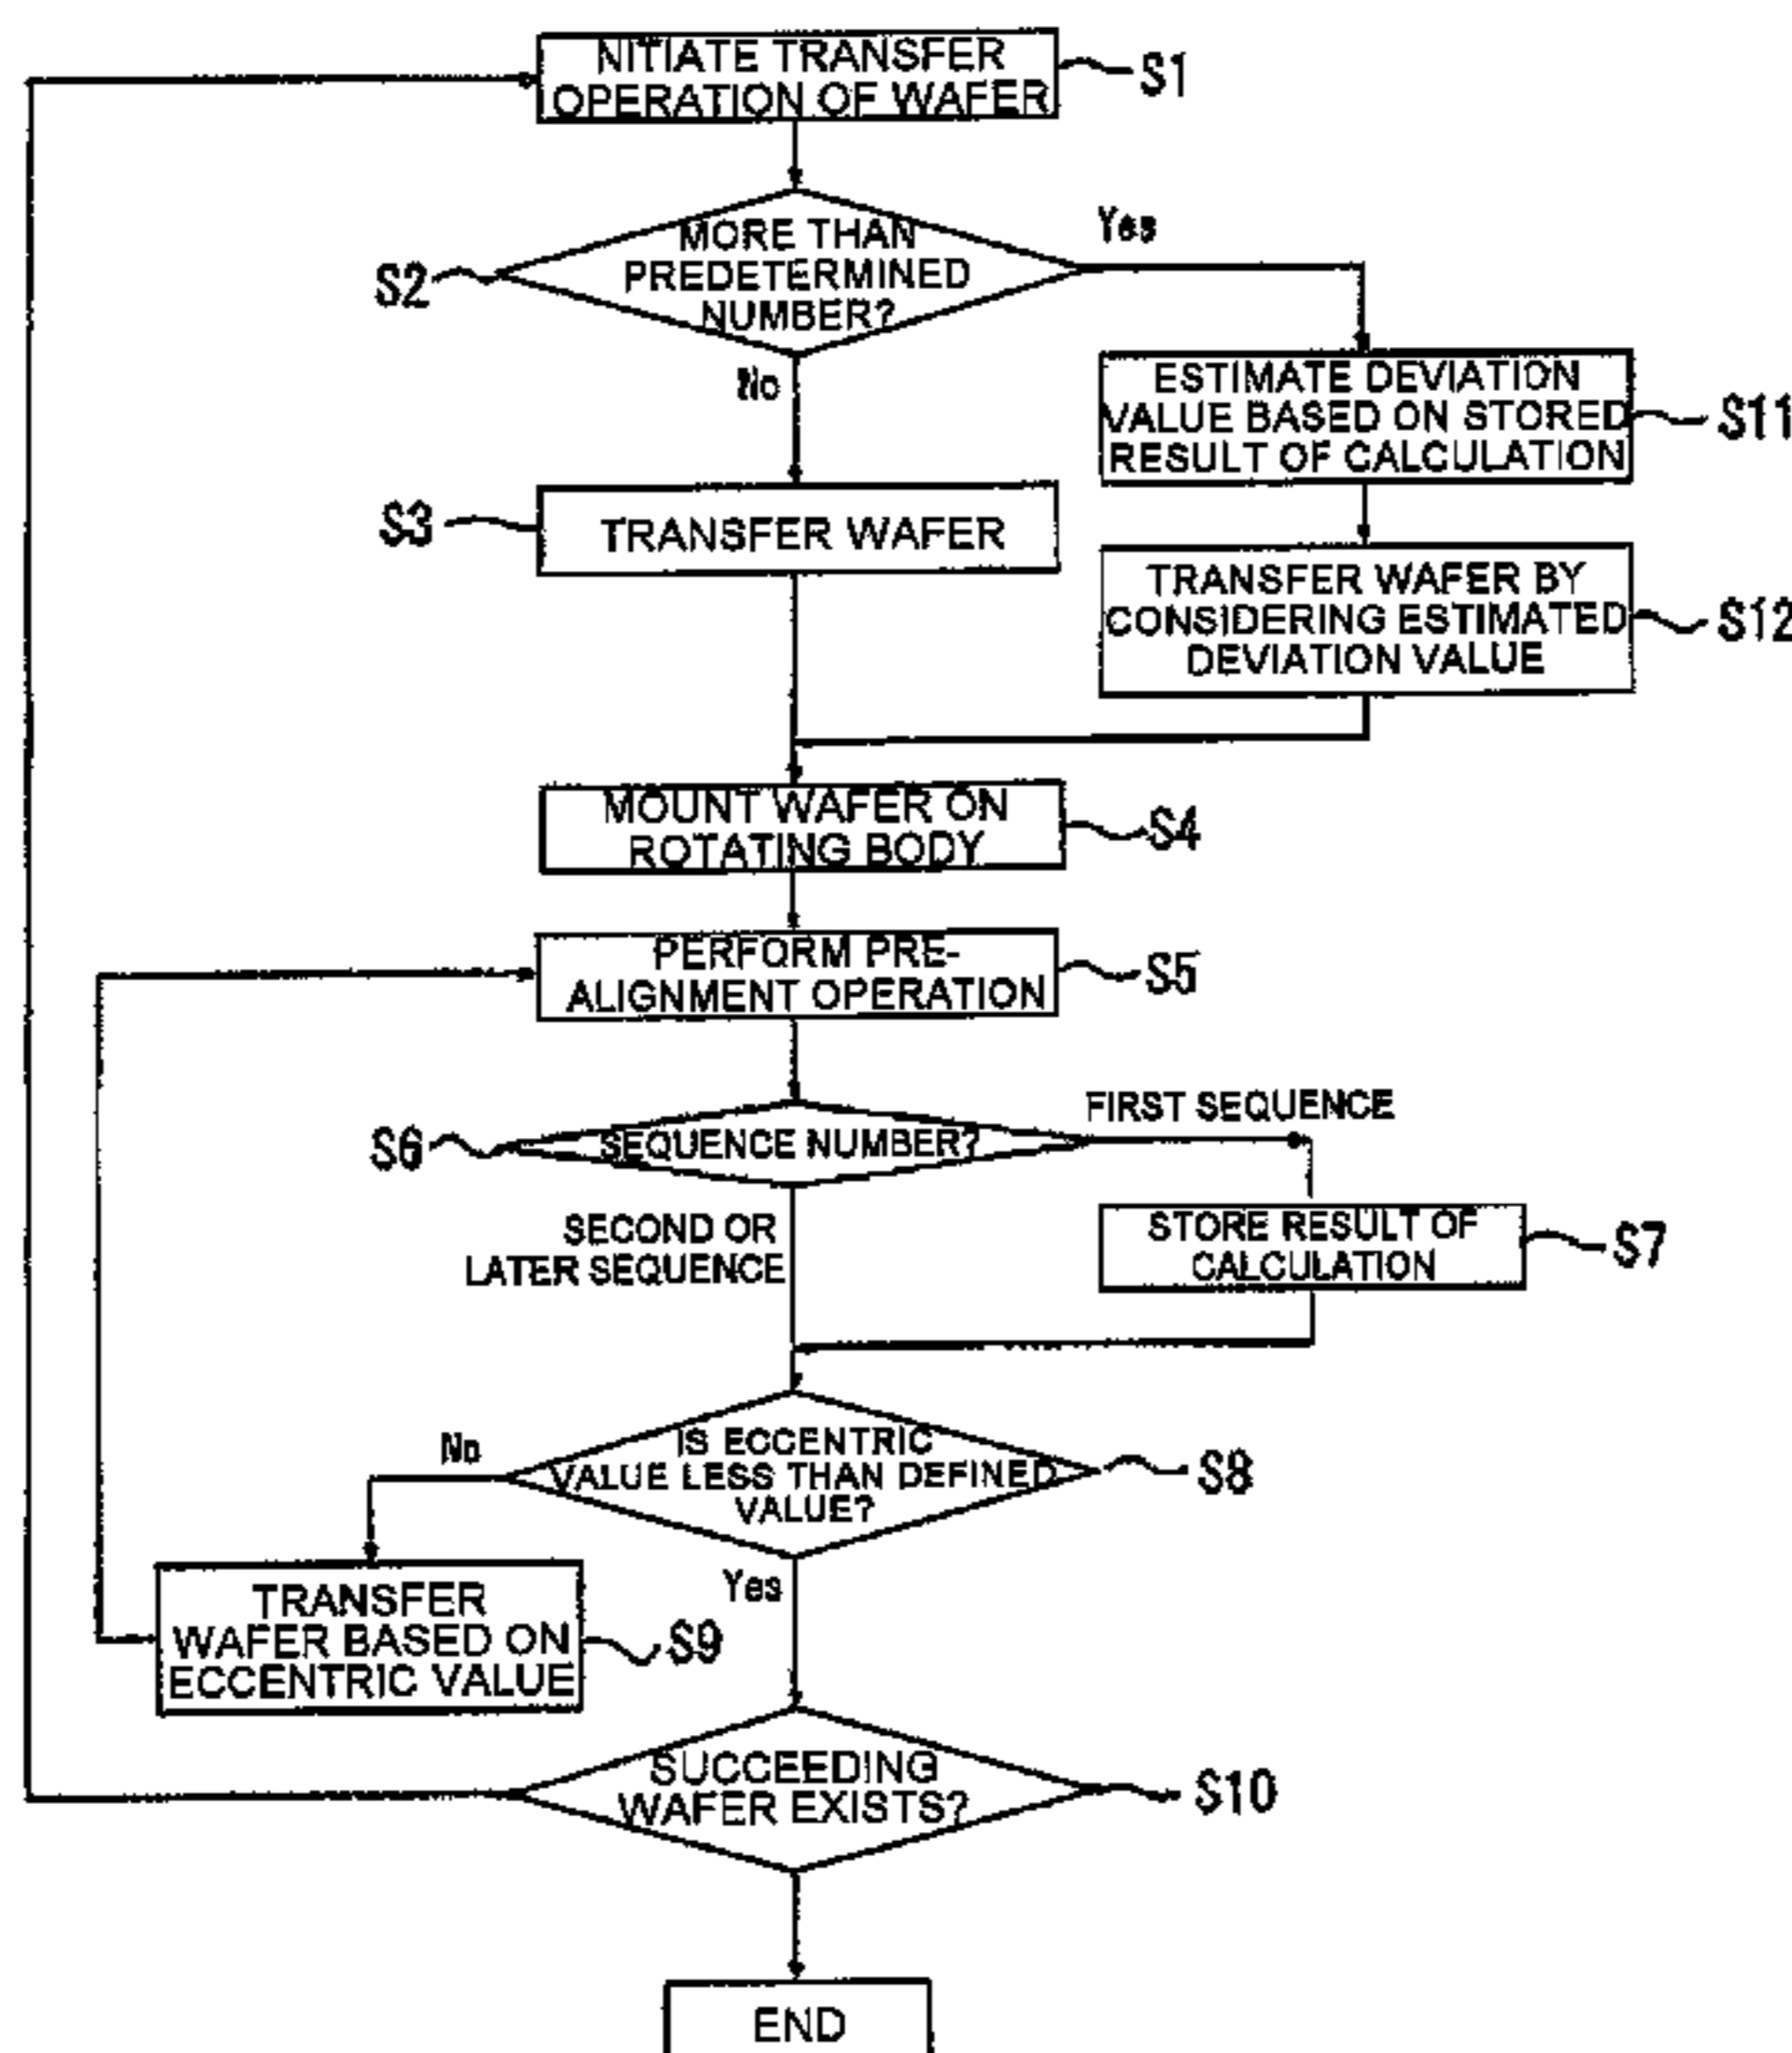 NITIATE TRANSFER
OPERATION OF WAFER
S1
MORE THAN
PREDETERMINED
NUMBER?
S2
Yes
No
ESTIMATE DEVIATION
VALUE BASED ON STORED
RESULT OF CALCULATION
S11
S3
TRANSFER WAFER
TRANSFER WAFER BY
CONSIDERING ESTIMATED
DEVIATION VALUE
S12
MOUNT WAFER ON
ROTATING BODY
S4
PERFORM PRE-
ALIGNMENT OPERATION
S5
S6
SEQUENCE NUMBER?
FIRST SEQUENCE
SECOND OR
LATER SEQUENCE
STORE RESULT OF
CALCULATION
S7
No
IS ECCENTRIC
VALUE LESS THAN DEFINED
VALUE?
S8
Yes
TRANSFER
WAFER BASED ON
ECCENTRIC VALUE
S9
SUCCEEDING
WAFER EXISTS?
S10
END